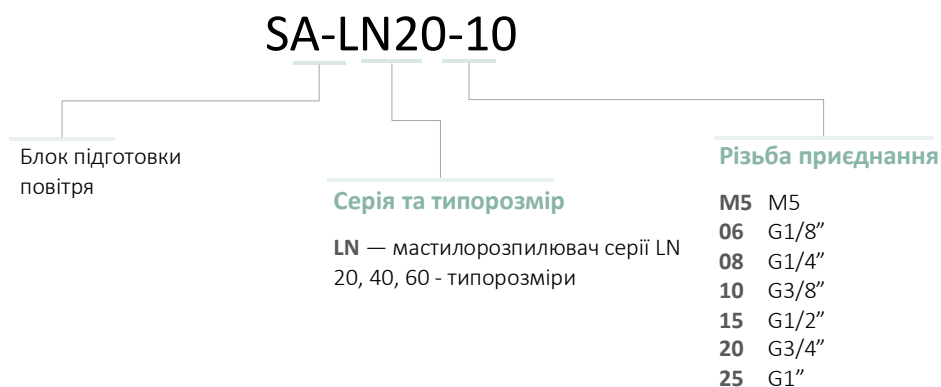 SA-LN20-10
Блок підготовки
повітря
Серія та типорозмір
LN — мастилорозпилювач серії LN
20, 40, 60 - типорозміри
Різьба приєднання
M5 M5
06 G1/8”
08 G1/4”
10 G3/8”
15 G1/2”
20 G3/4”
25 G1”